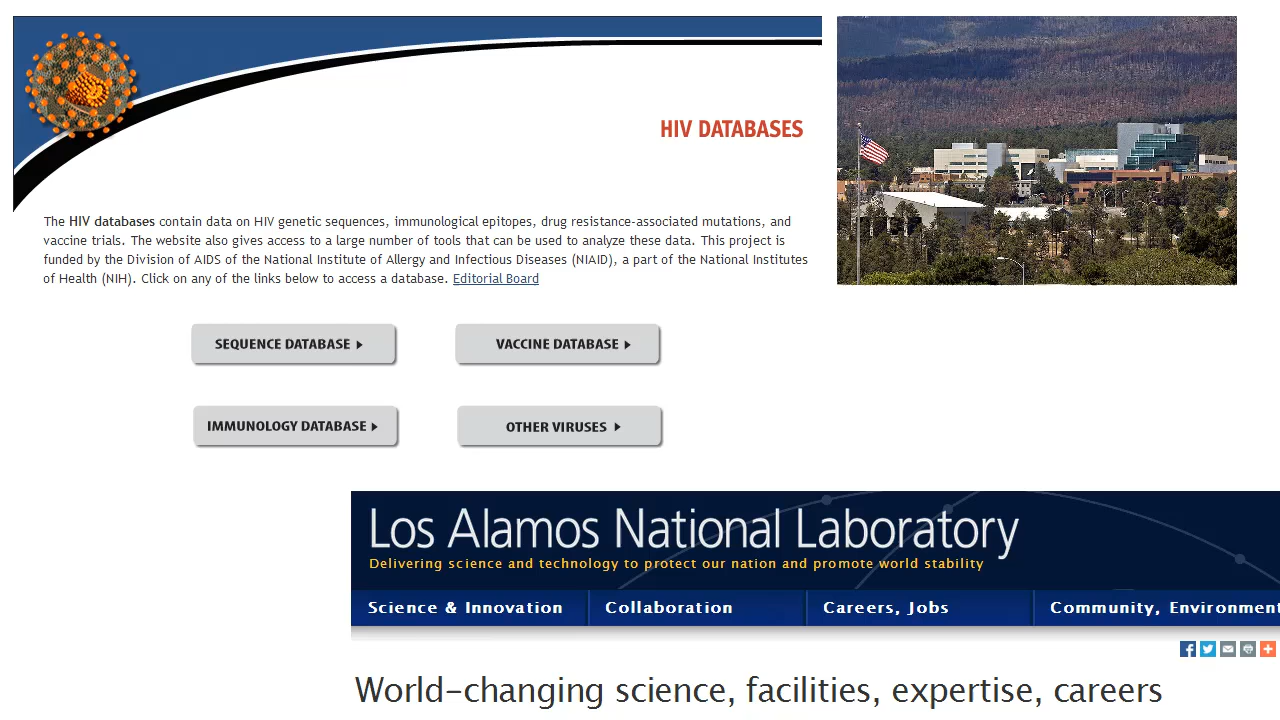 HIV DATABASES
The HIV databases contain data on HIV genetic sequences, immunological epitopes, drug resistance-associated mutations, and
vaccine trials. The website also gives access to a large number of tools that can be used to analyze these data. This project is
funded by the Division of AIDS of the National Institute of Allergy and Infectious Diseases (NIAID), a part of the National Institutes
of Health (NIH). Click on any of the links below to access a database. Editorial Board
SEQUENCE DATABASE
VACCINE DATABASE
IMMUNOLOGY DATABASE
OTHER VIRUSES
Los Alamos National Laboratory
Delivering science and technology to protect our nation and promote world stability
Science & Innovation
Collaboration
Careers, Jobs
Community, Environment
World-changing science, facilities, expertise, careers